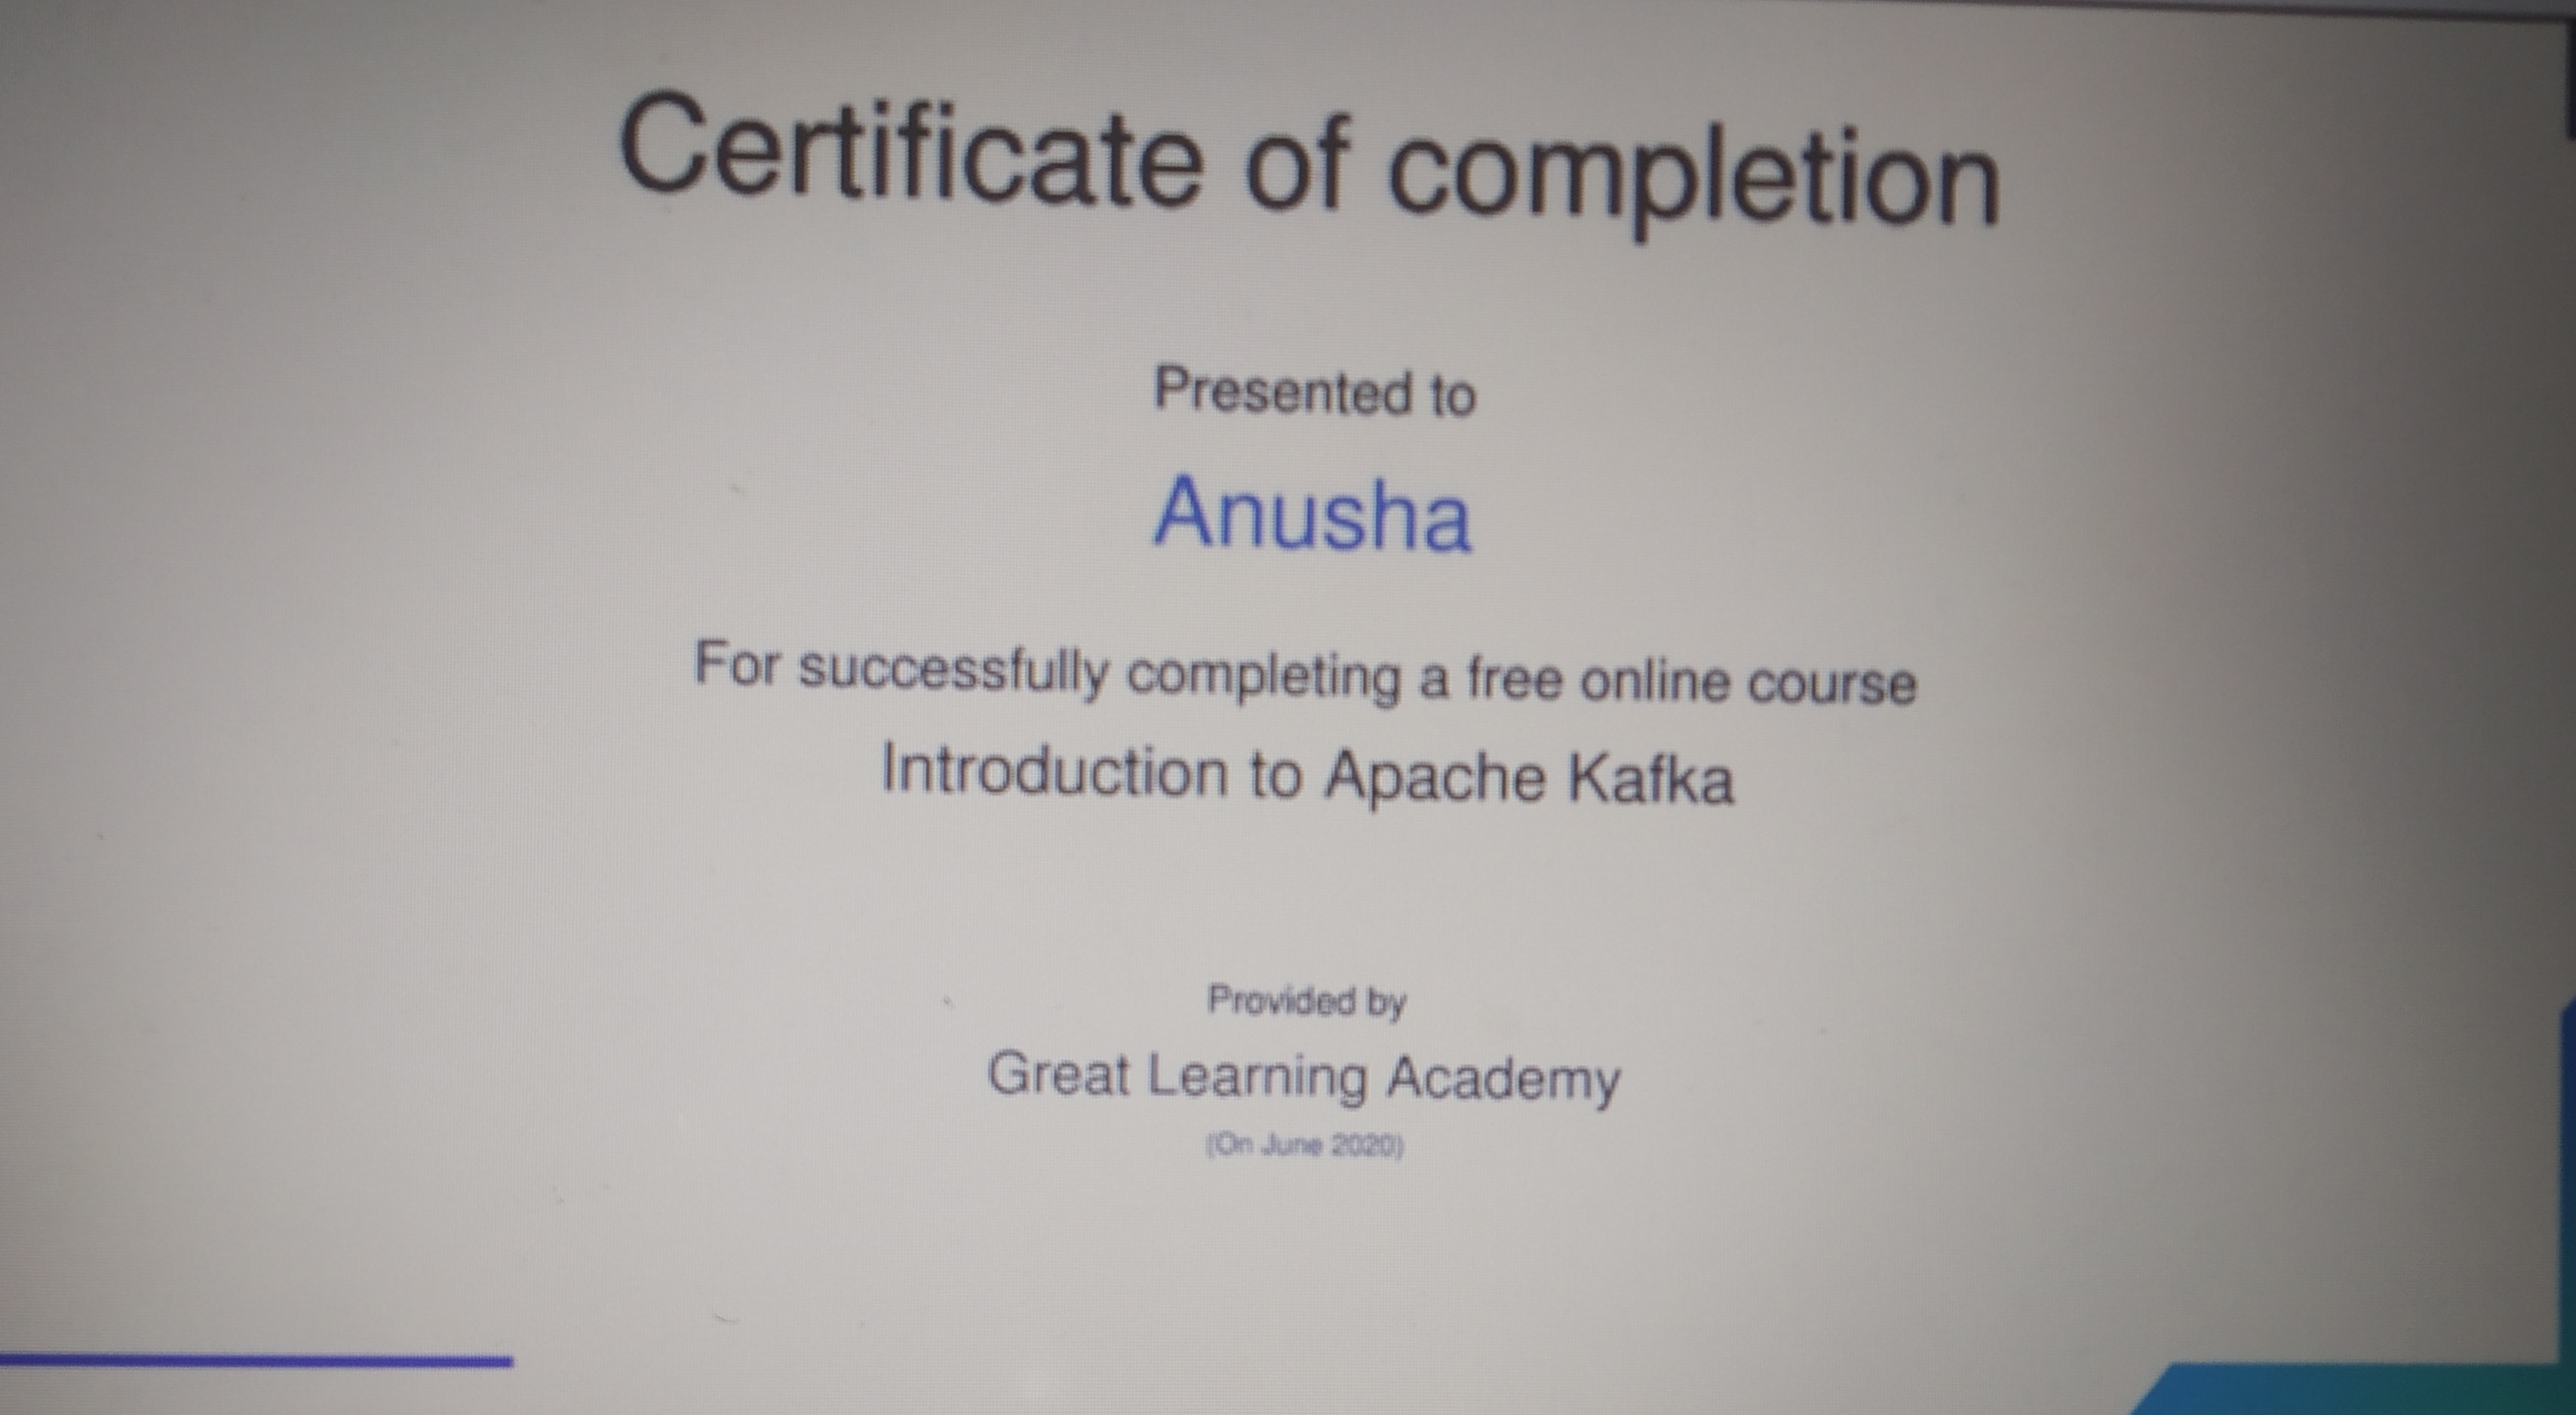 Certificate of completion
Presented to
Anusha
For successfully completing a free online course
Introduction to Apache Kafka
Provided by
Great Learning Academy
(On June 2020)